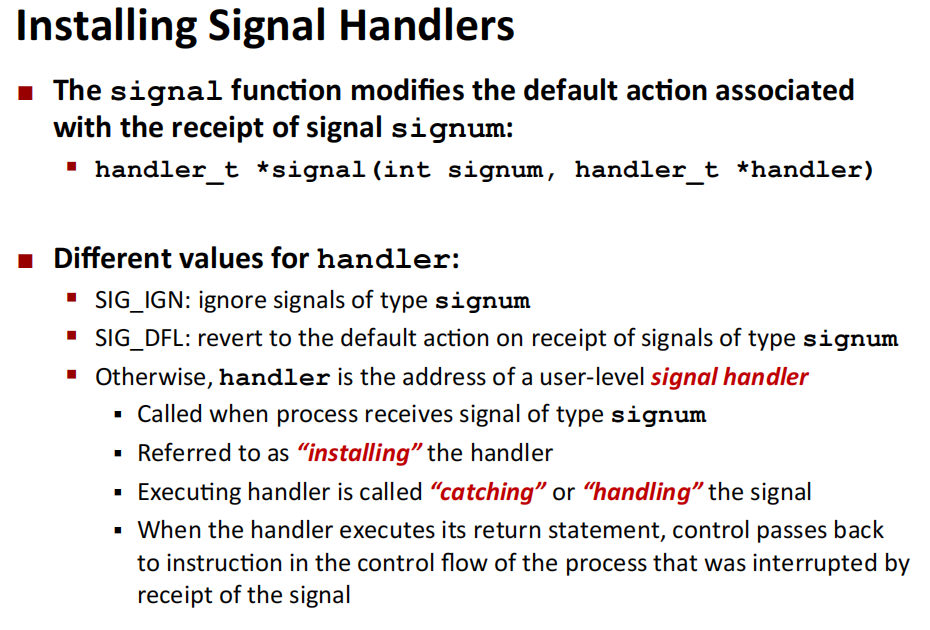 Installing Signal Handlers
The signal function modifies the default action associated
with the receipt of signal signum:
handler_t *signal(int signum, handler_t *handler)
Different values for handler:
SIG_IGN: ignore signals of type signum
SIG_DFL: revert to the default action on receipt of signals of type signum
Otherwise, handler is the address of a user-level signal handler
Called when process receives signal of type signum
Referred to as “installing” the handler
Executing handler is called “catching” or “handling” the signal
When the handler executes its return statement, control passes back
to instruction in the control flow of the process that was interrupted by
receipt of the signal